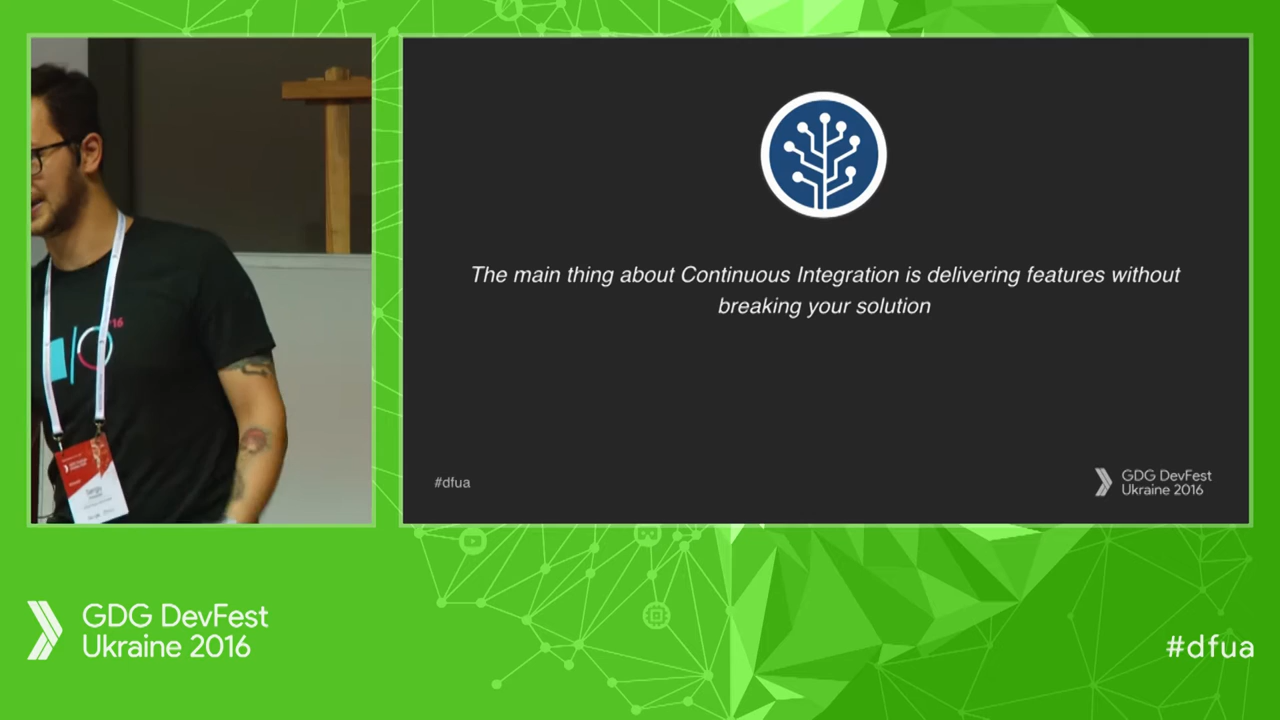 The main thing about Continuous Integration is delivering features without
breaking your solution
#dfua
GDG DevFest
Ukraine 2016
16
GDG DevFest
Ukraine 2016
#dfua